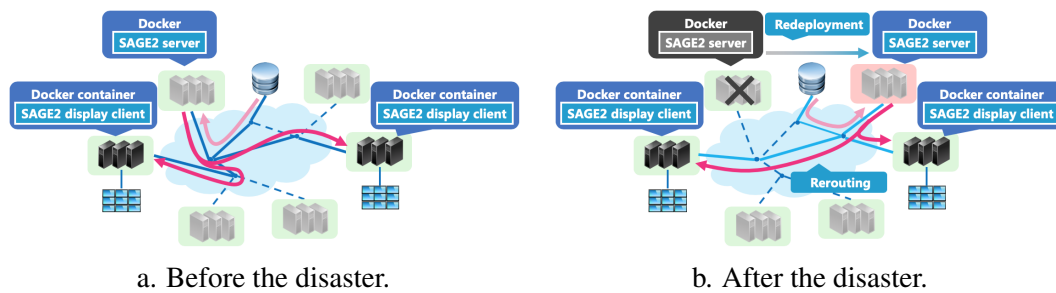 Docker
SAGE2 server
Docker container
SAGE2 display client
Docker container
SAGE2 display client
a. Before the disaster.
Docker
SAGE2 server
Redeployment
Docker
SAGE2 server
Docker container
SAGE2 display client
Docker container
SAGE2 display client
Rerouting
b. After the disaster.